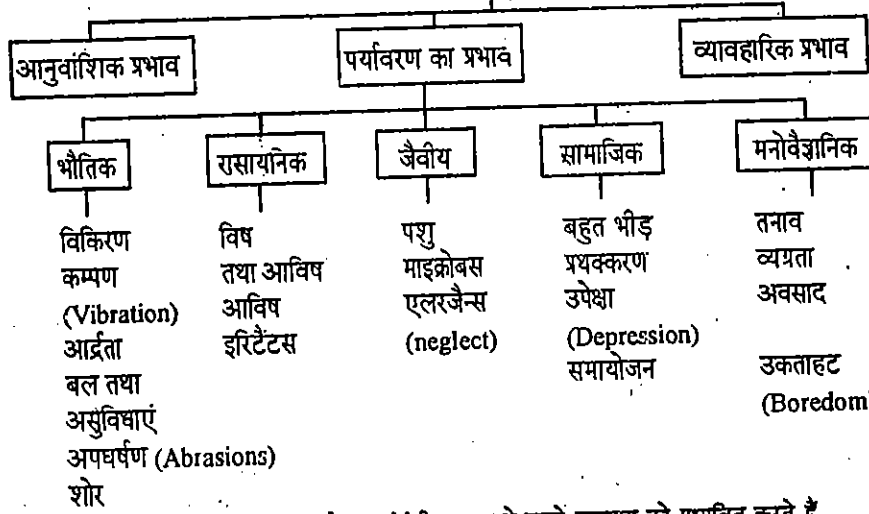 आनुवांशिक प्रभाव
पर्यावरण का प्रभाव
व्यावहारिक प्रभाव
भौतिक
रासायनिक
जैवीय
सामाजिक
मनोवैज्ञानिक
विकिरण
कम्पण
(Vibration)
आर्द्रता
बल तथा
असुविधाएं
अपघर्षण (Abrasions)
शोर
विष
तथा आविष
आविष
इरिटैंटस
पशु
माइक्रोबस
एलरजैन्स
(neglect)
बहुत भीड़
प्रथक्करण
उपेक्षा
(Depression)
समायोजन
तनाव
व्यग्रता
अवसाद
उकताहट
(Boredom
करते हैं